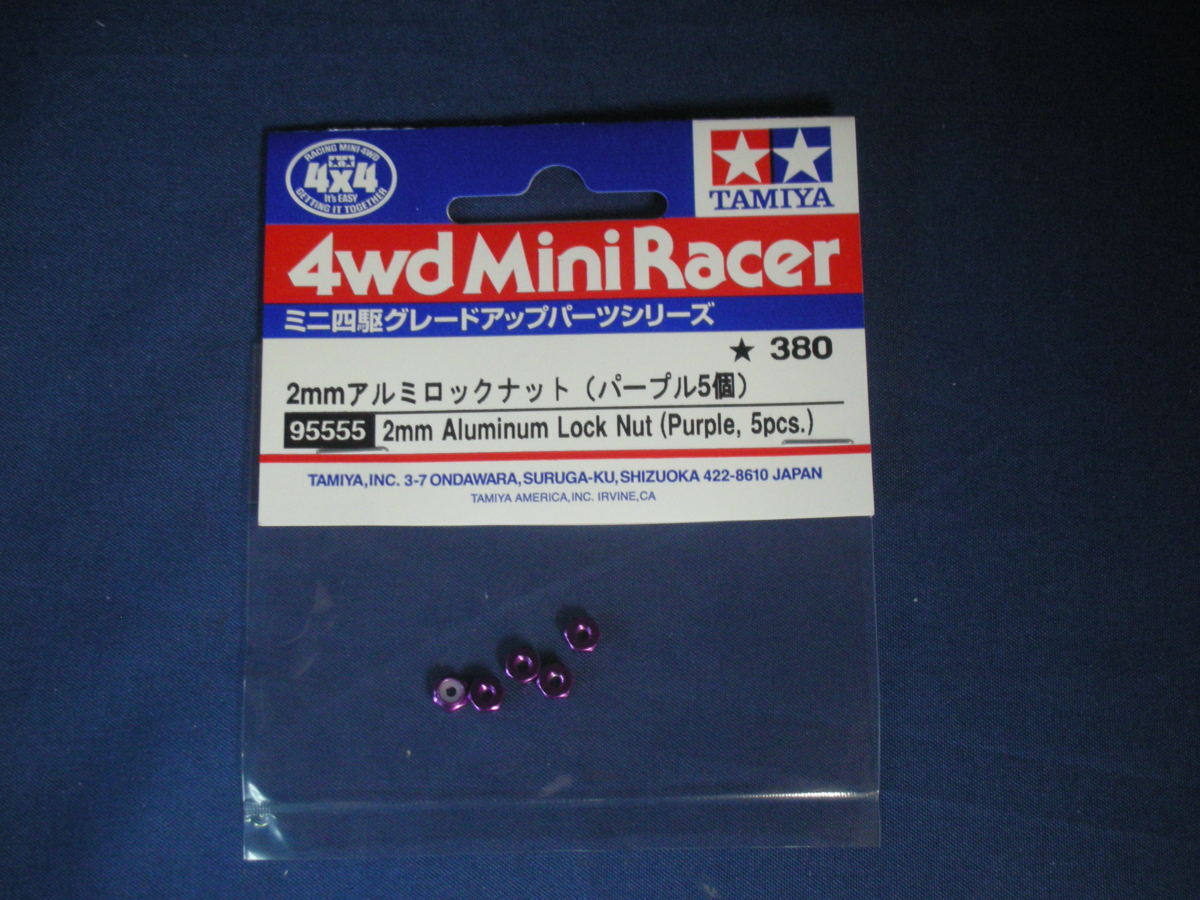 RACING MINI-4WD
4x4
It's EASY
GETTING IT TOGETHER
TAMIYA
4wd Mini Racer
ミニ四駆グレードアップパーツシリーズ
★ 380
2mmアルミロックナット（パープル5個）
95555 2mm Aluminum Lock Nut (Purple, 5pcs.)
TAMIYA,INC. 3-7 ONDAWARA, SURUGA-KU, SHIZUOKA 422-8610 JAPAN
TAMIYA AMERICA,INC. IRVINE,CA